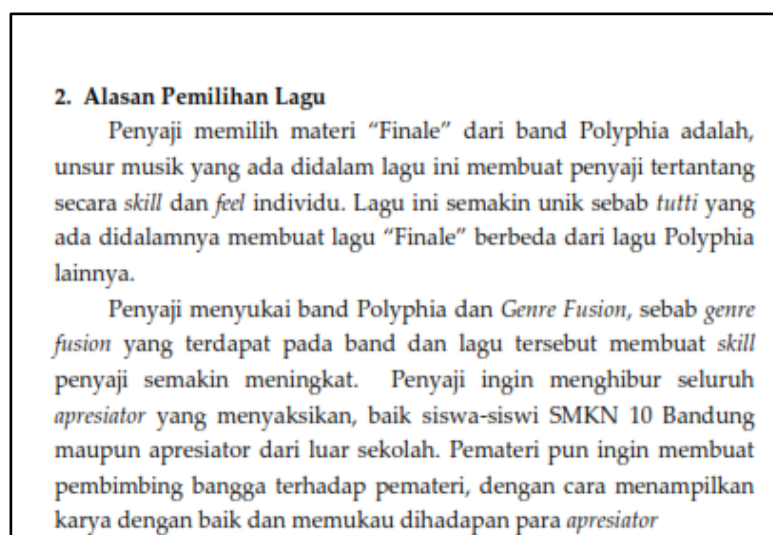 2. Alasan Pemilihan Lagu
Penyaji memilih materi “Finale” dari band Polyphia adalah,
unsur musik yang ada didalam lagu ini membuat penyaji tertantang
secara skill dan feel individu. Lagu ini semakin unik sebab tutti yang
ada didalamnya membuat lagu “Finale” berbeda dari lagu Polyphia
lainnya.
Penyaji menyukai band Polyphia dan Genre Fusion, sebab genre
fusion yang terdapat pada band dan lagu tersebut membuat skill
penyaji semakin meningkat. Penyaji ingin menghibur seluruh
apresiator yang menyaksikan, baik siswa-siswi SMKN 10 Bandung
maupun apresiator dari luar sekolah. Pemateri pun ingin membuat
pembimbing bangga terhadap pemateri, dengan cara menampilkan
karya dengan baik dan memukau dihadapan para apresiator